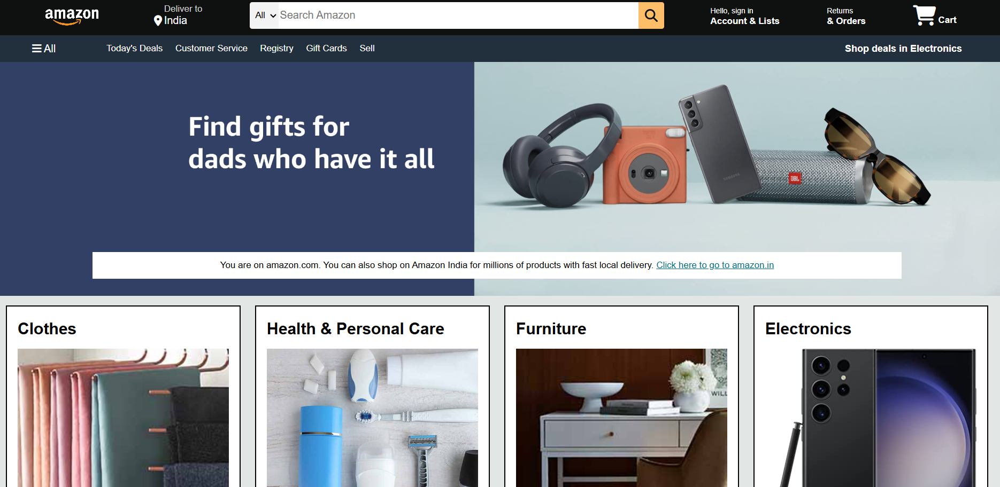 amazon
Deliver to
India
All
Search Amazon
Hello, sign in
Account & Lists
Returns
& Orders
Cart
All
Today's Deals
Customer Service
Registry
Gift Cards
Sell
Shop deals in Electronics
Find gifts for
dads who have it all
SAMSUNG
JBL
You are on amazon.com. You can also shop on Amazon India for millions of products with fast local delivery. Click here to go to amazon.in
Clothes
Health & Personal Care
Furniture
Electronics
WILL